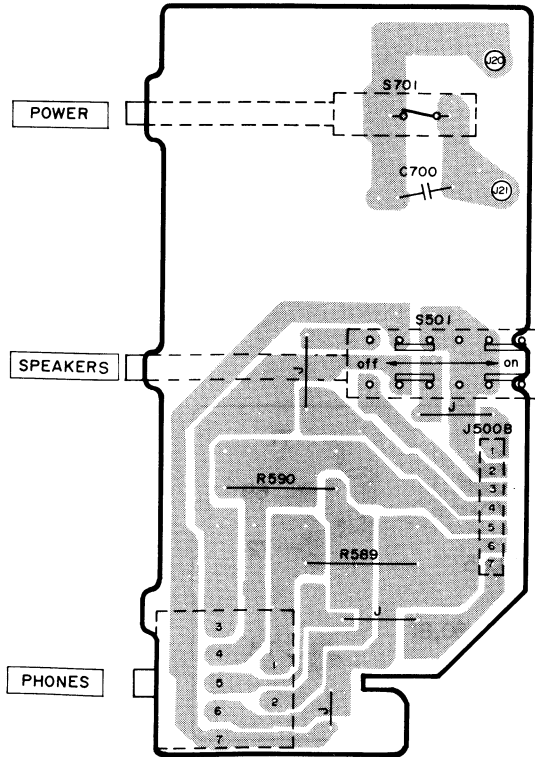 J20
S701
POWER
C700
J21
S501
SPEAKERS
off
on
J
J
J500B
1
2
3
4
5
6
7
R590
R589
J
3
4
1
5
2
6
J
7
PHONES